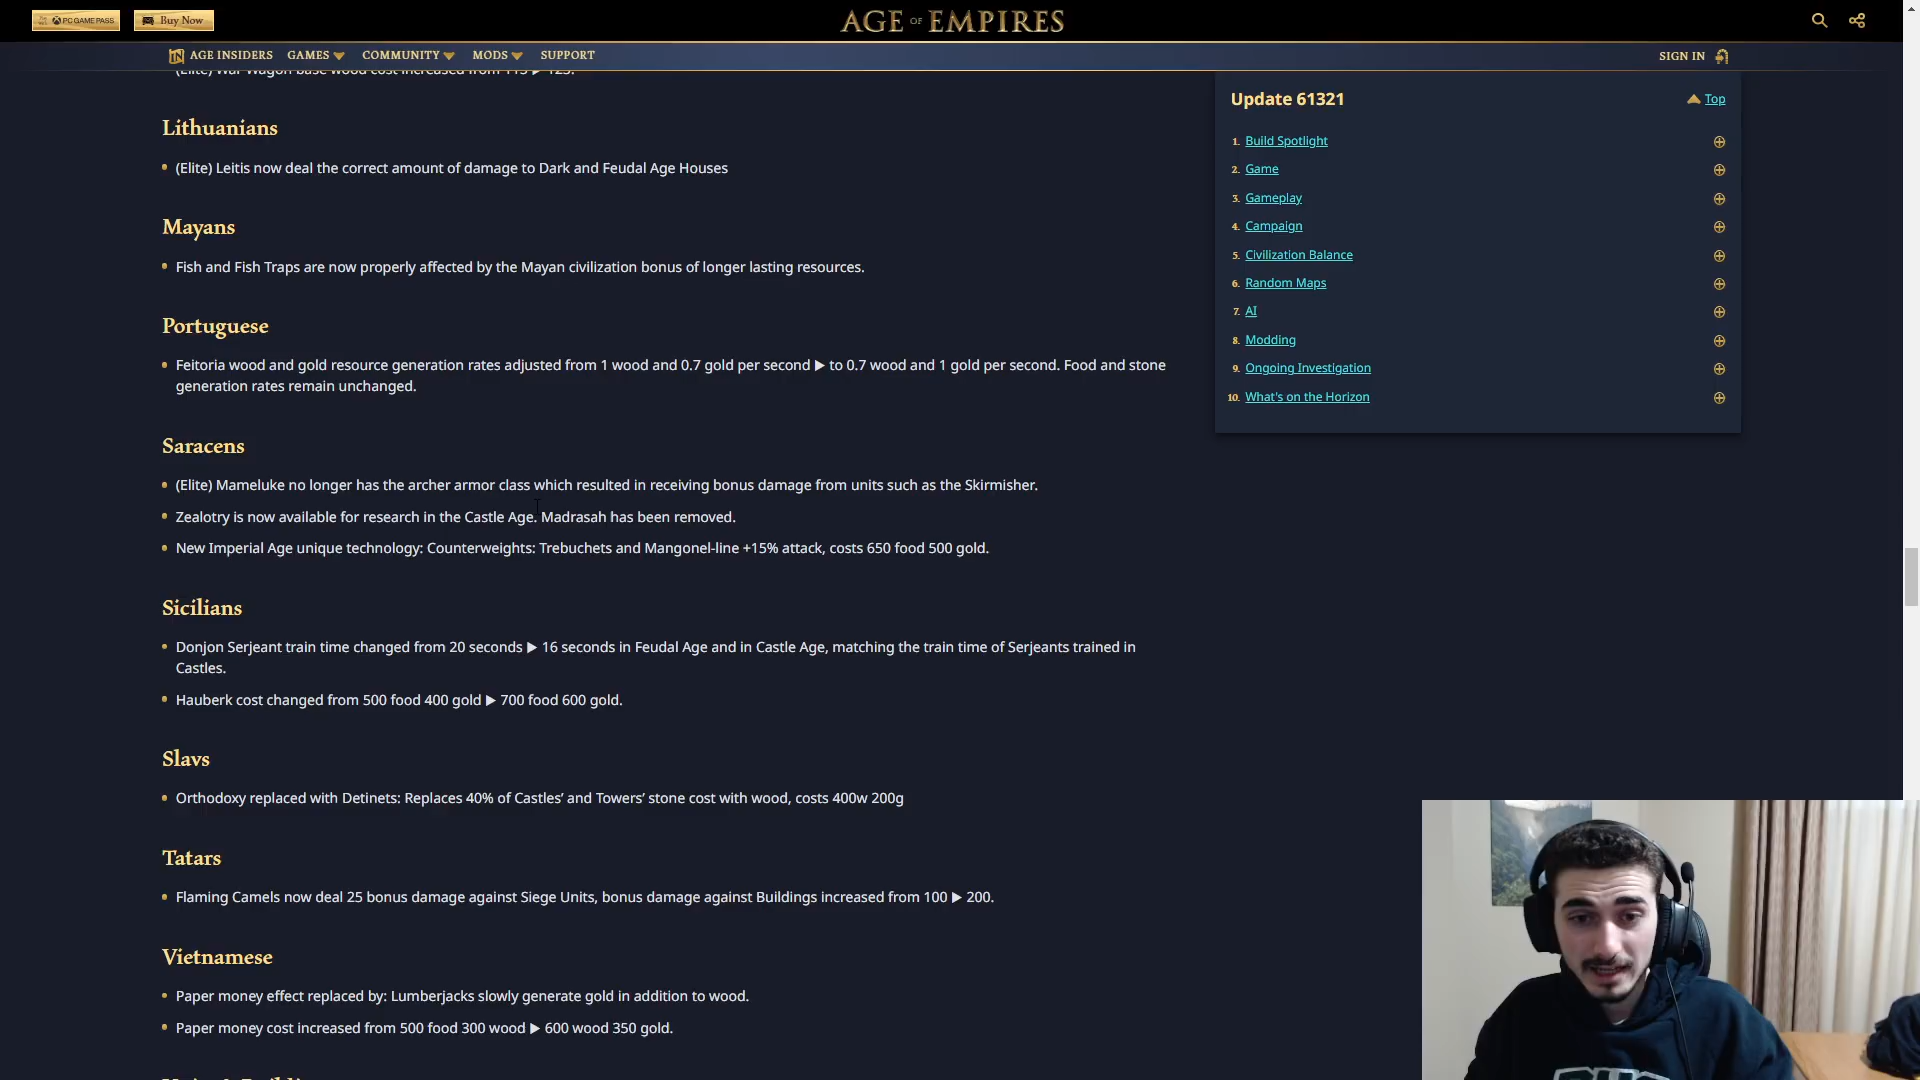 PC GAME PASS
Buy Now
AGE OF EMPIRES
AGE INSIDERS
GAMES
COMMUNITY
MODS
SUPPORT
SIGN IN
(Elite) War Wagon base wood cost increased from 115 ▶ 125.
Lithuanians
(Elite) Leitis now deal the correct amount of damage to Dark and Feudal Age Houses
Mayans
Fish and Fish Traps are now properly affected by the Mayan civilization bonus of longer lasting resources.
Portuguese
Feitoria wood and gold resource generation rates adjusted from 1 wood and 0.7 gold per second ▶ to 0.7 wood and 1 gold per second. Food and stone
generation rates remain unchanged.
Saracens
(Elite) Mameluke no longer has the archer armor class which resulted in receiving bonus damage from units such as the Skirmisher.
Zealotry is now available for research in the Castle Age. Madrasah has been removed.
New Imperial Age unique technology: Counterweights: Trebuchets and Mangonel-line +15% attack, costs 650 food 500 gold.
Sicilians
Donjon Serjeant train time changed from 20 seconds ▶ 16 seconds in Feudal Age and in Castle Age, matching the train time of Serjeants trained in
Castles.
Hauberk cost changed from 500 food 400 gold ▶ 700 food 600 gold.
Slavs
Orthodoxy replaced with Detinets: Replaces 40% of Castles’ and Towers’ stone cost with wood, costs 400w 200g
Tatars
Flaming Camels now deal 25 bonus damage against Siege Units, bonus damage against Buildings increased from 100 ▶ 200.
Vietnamese
Paper money effect replaced by: Lumberjacks slowly generate gold in addition to wood.
Paper money cost increased from 500 food 300 wood ▶ 600 wood 350 gold.
Update 61321
Top
1. Build Spotlight
2. Game
3. Gameplay
4. Campaign
5. Civilization Balance
6. Random Maps
7. AI
8. Modding
9. Ongoing Investigation
10. What's on the Horizon